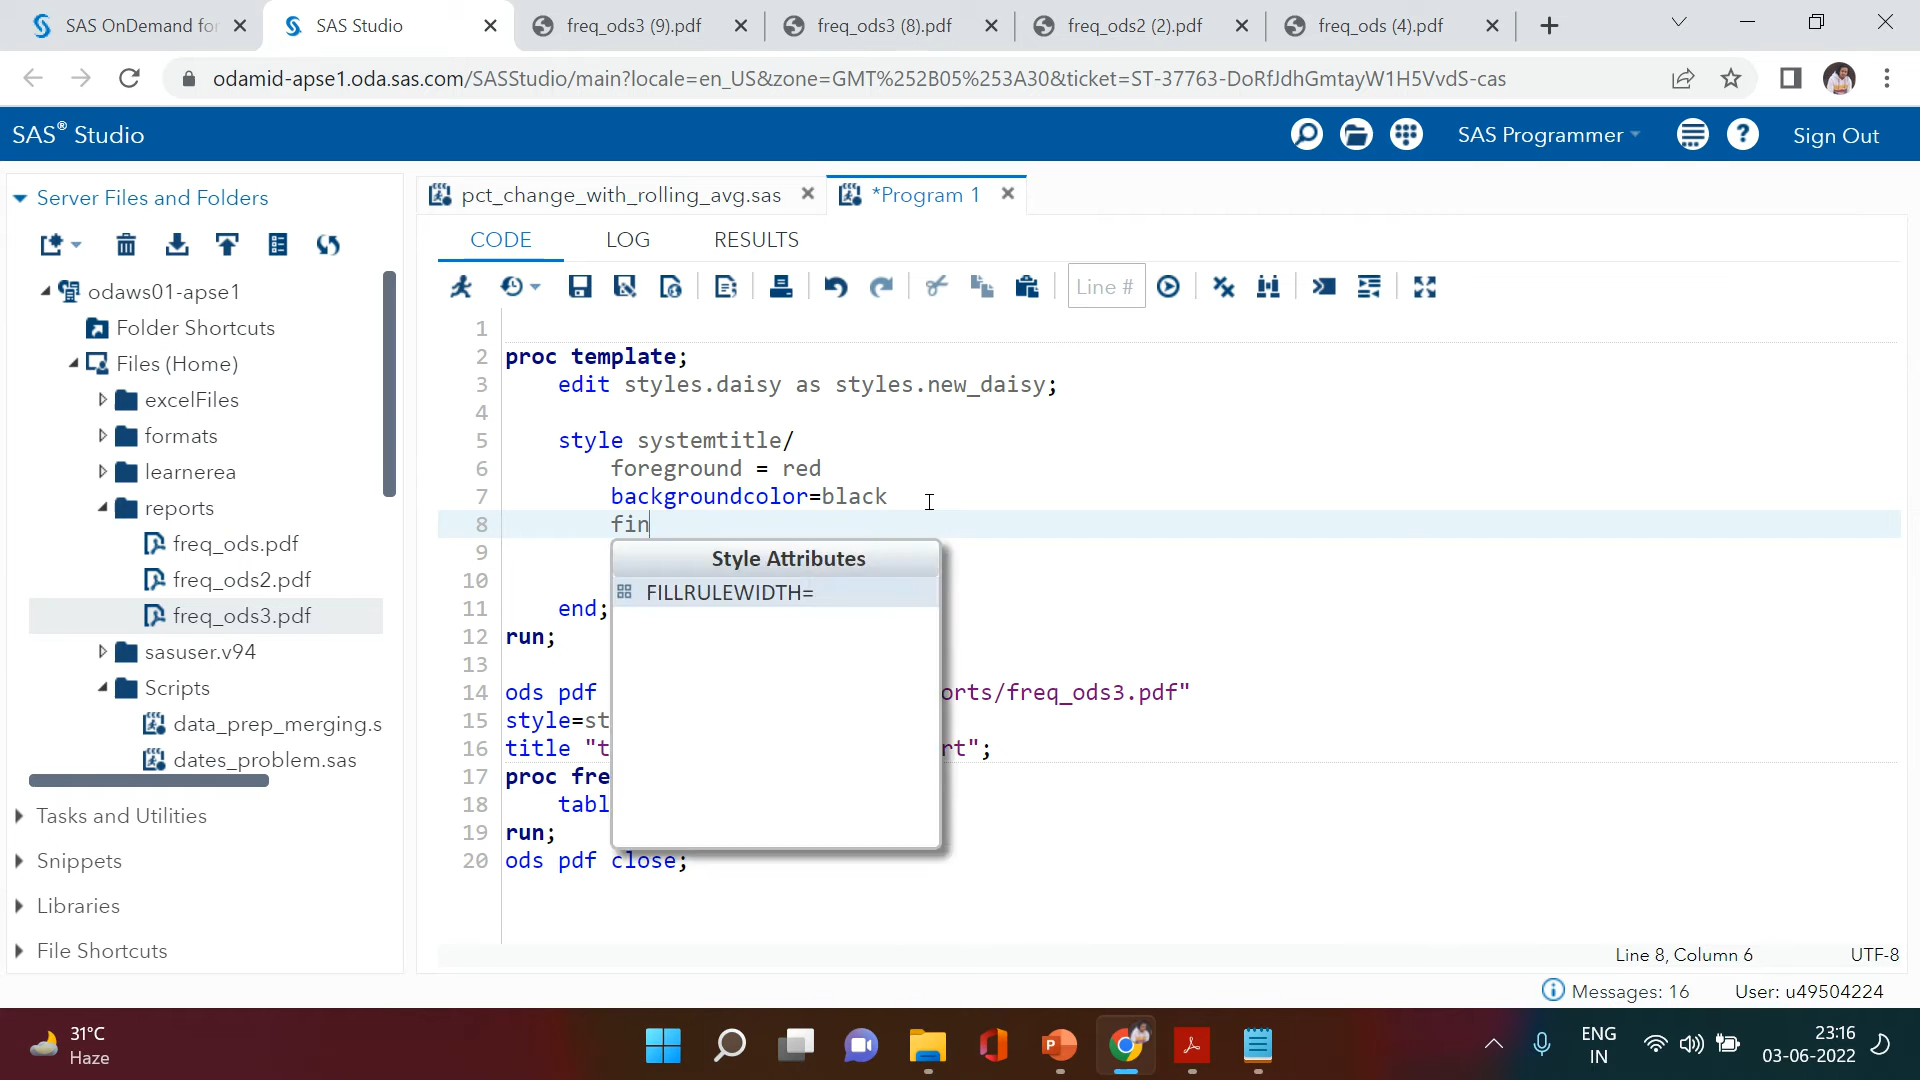 SAS OnDemand for
SAS Studio
freq_ods3 (9).pdf
freq_ods3 (8).pdf
freq_ods2 (2).pdf
freq_ods (4).pdf
odamid-apse1.oda.sas.com/SASStudio/main?locale=en_US&zone=GMT%252B05%253A30&ticket=ST-37763-DoRfJdhGmtayW1H5VvdS-cas
SAS® Studio
SAS Programmer
Sign Out
Server Files and Folders
odaws01-apse1
Folder Shortcuts
Files (Home)
excelFiles
formats
learnerea
reports
freq_ods.pdf
freq_ods2.pdf
freq_ods3.pdf
sasuser.v94
Scripts
data_prep_merging.s
dates_problem.sas
Tasks and Utilities
Snippets
Libraries
File Shortcuts
pct_change_with_rolling_avg.sas
*Program 1
CODE
LOG
RESULTS
Line #
1
2 proc template;
3 edit styles.daisy as styles.new_daisy;
4
5 style systemtitle/
6 foreground = red
7 backgroundcolor=black
8 fin
9
10
11 end;
12 run;
13
14 ods pdf orts/freq_ods3.pdf"
15 style=st
16 title "t rt";
17 proc fre
18 tabl
19 run;
20 ods pdf close;
Style Attributes
FILLRULEWIDTH=
Line 8, Column 6
UTF-8
Messages: 16
User: u49504224
31°C
Haze
ENG
IN
23:16
03-06-2022